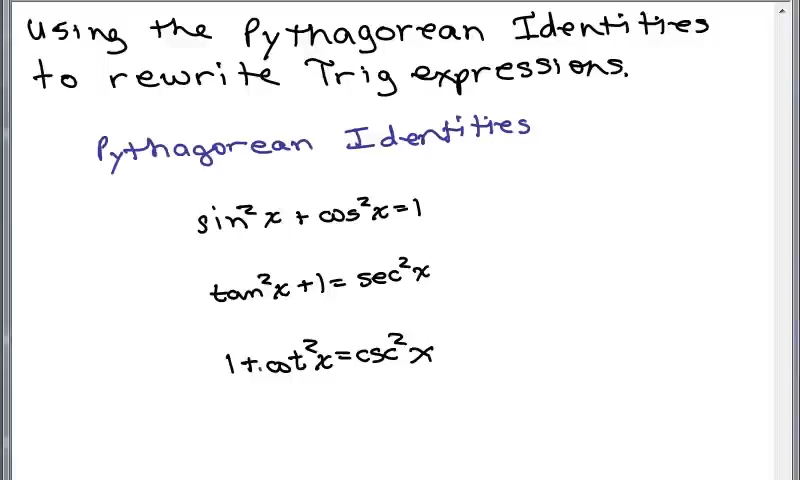 Using the Pythagorean Identities
to rewrite Trig expressions.
Pythagorean Identities
sin²x + cos²x = 1
tan²x + 1 = sec²x
1 + cot²x = csc²x